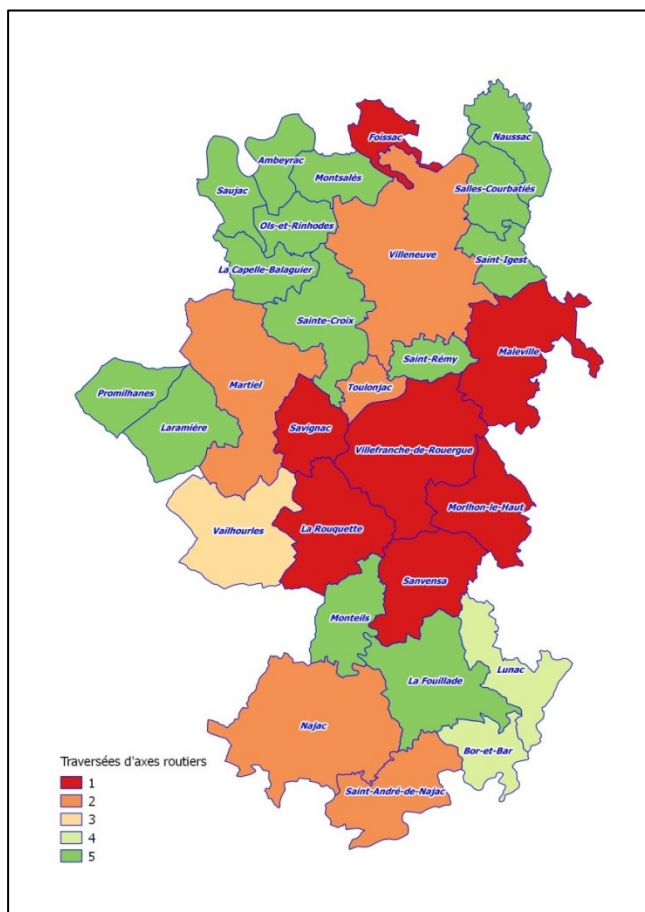 Foissac
Naussac
Ambeyrac
Montsalès
Salles-Courbatiés
Saujac
Ols-et-Rinhodes
Villeneuve
Saint-Igest
La Capelle-Balaguier
Sainte-Croix
Maleville
Saint-Rémy
Martiel
Toulonjac
Promilhanes
Laramière
Savignac
Villefranche-de-Rouergue
Morlhon-le-Haut
Vailhourles
La Rouquette
Sanvensa
Monteils
Lunac
La Fouillade
Najac
Bor-et-Bar
Saint-André-de-Najac
Traversées d'axes routiers
1
2
3
4
5